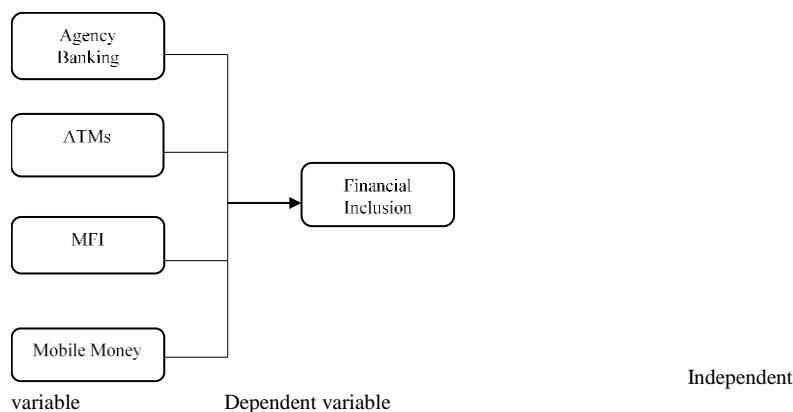 Agency
Banking
ATMs
Financial
Inclusion
MFI
Mobile Money
Independent
variable Dependent variable